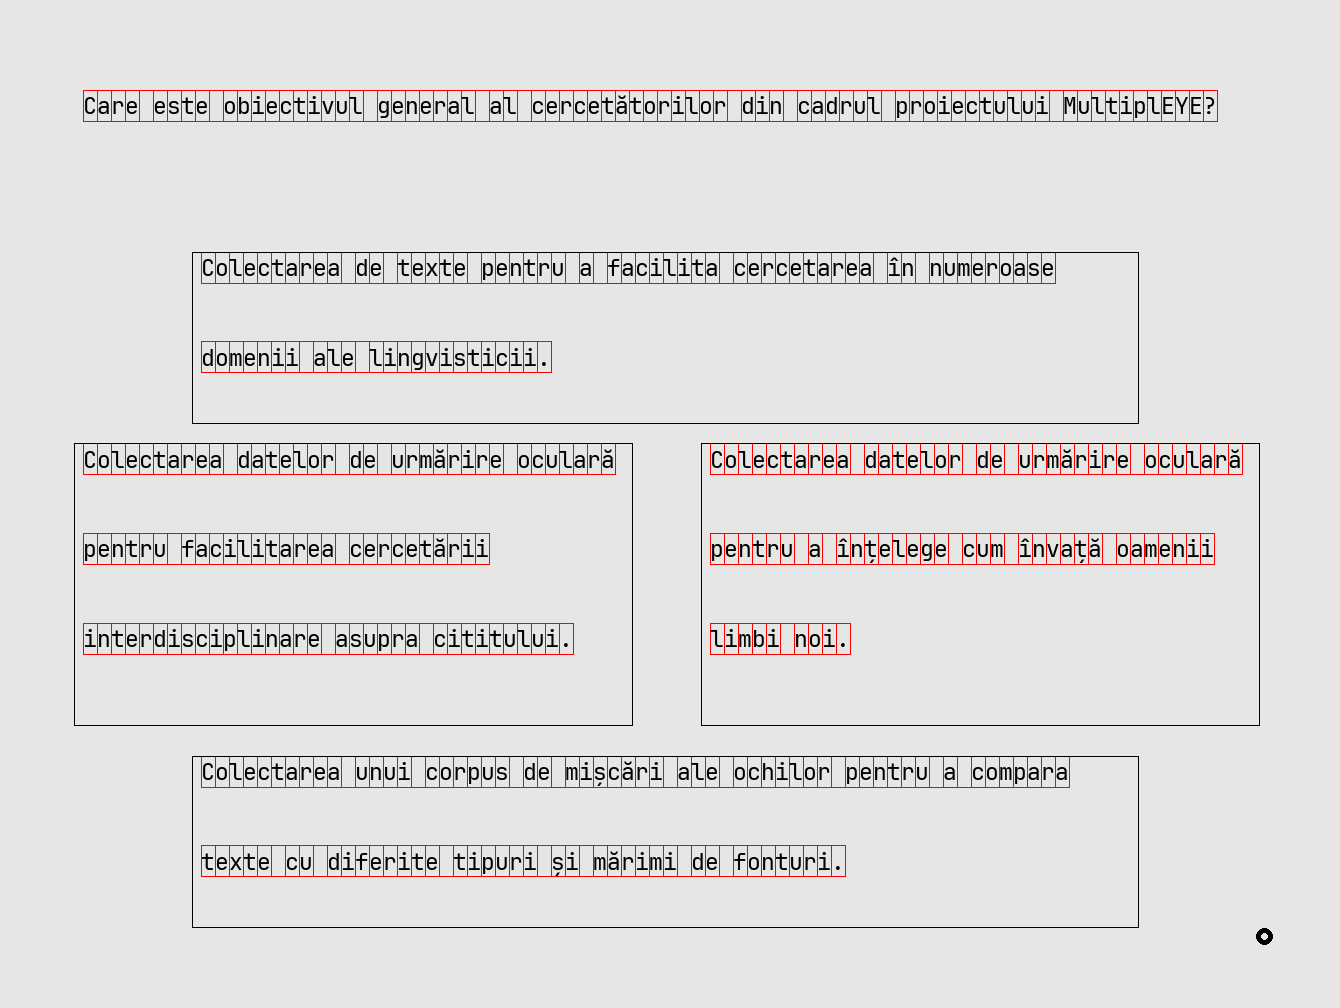 Care este obiectivul general al cercetătorilor din cadrul proiectului MultiplEYE?
Colectarea de texte pentru a facilita cercetarea în numeroase
domenii ale lingvisticii.
Colectarea datelor de urmărire oculară
pentru facilitarea cercetării
interdisciplinare asupra cititului.
Colectarea datelor de urmărire oculară
pentru a înțelege cum învață oamenii
limbi noi.
Colectarea unui corpus de mișcări ale ochilor pentru a compara
texte cu diferite tipuri și mărimi de fonturi.